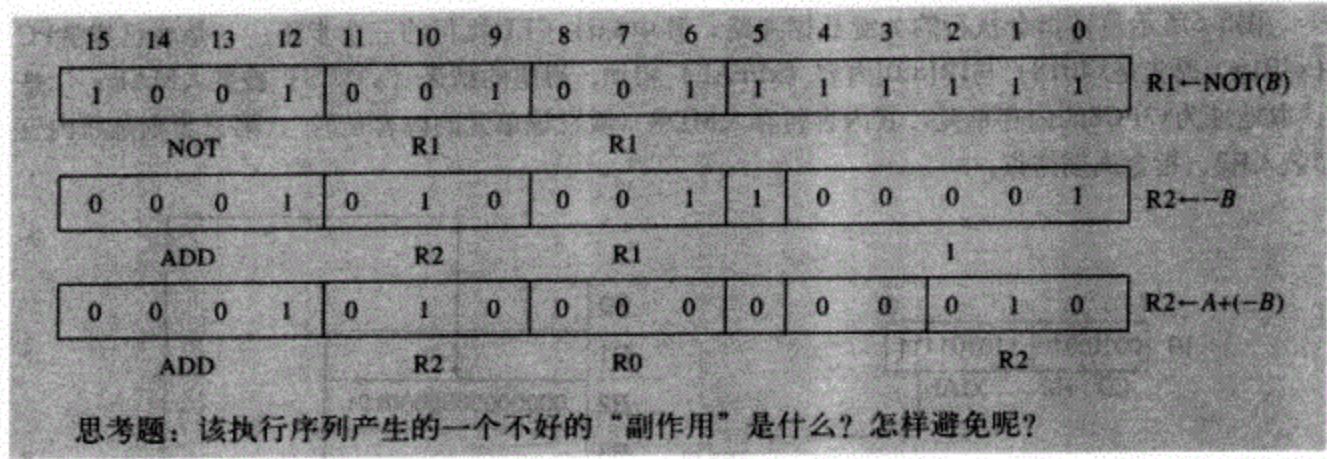 15 14 13 12 11 10 9 8 7 6 5 4 3 2 1 0
1 0 0 1 0 0 1 0 0 1 1 1 1 1 1 1 R1←NOT(B)
NOT R1 R1
0 0 0 1 0 1 0 0 0 1 1 0 0 0 0 1 R2←−B
ADD R2 R1 1
0 0 0 1 0 1 0 0 0 0 0 0 0 0 1 0 R2←A+(−B)
ADD R2 R0 R2
思考题：该执行序列产生的一个不好的“副作用”是什么？怎样避免呢？